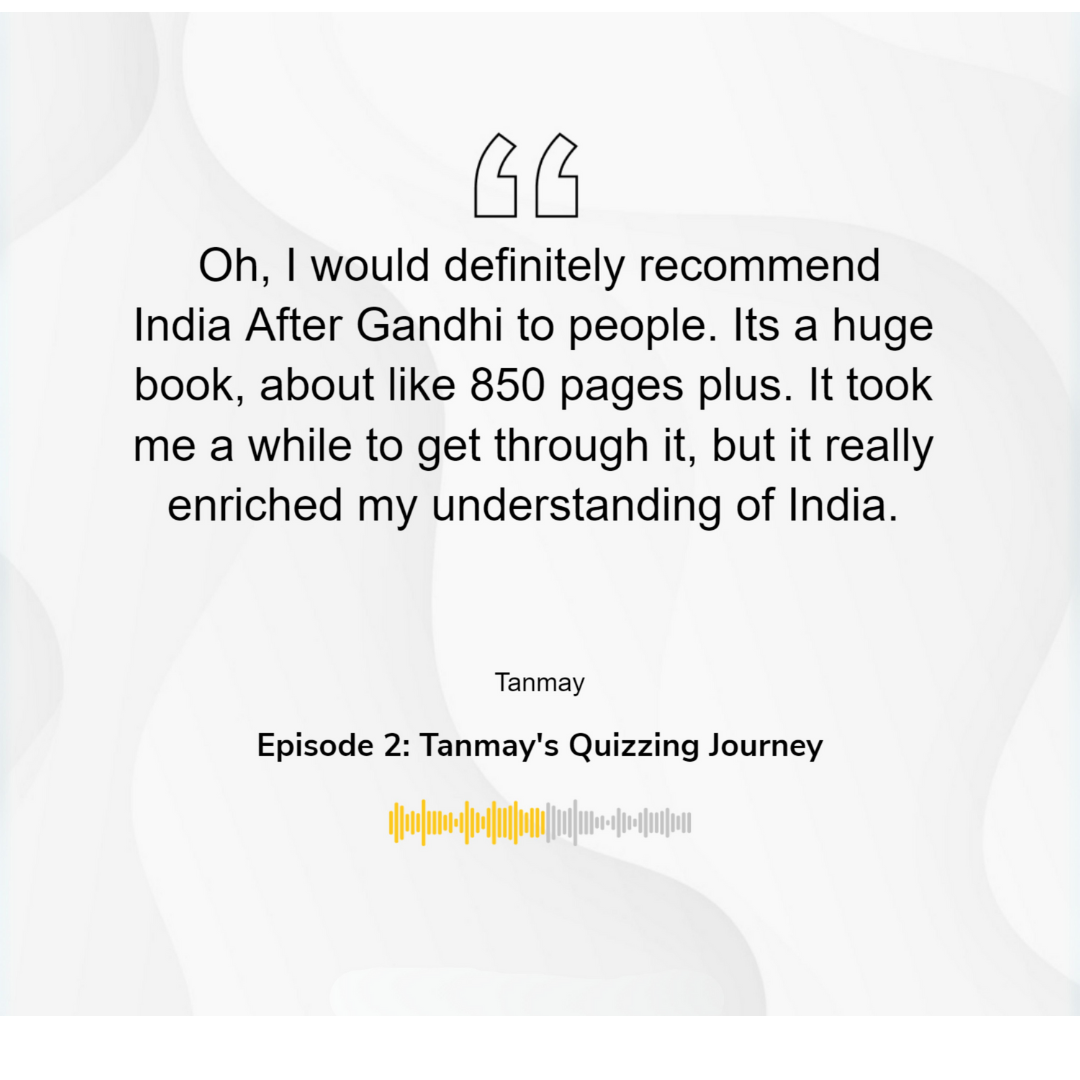 Oh, I would definitely recommend
India After Gandhi to people. Its a huge
book, about like 850 pages plus. It took
me a while to get through it, but it really
enriched my understanding of India.
Tanmay
Episode 2: Tanmay's Quizzing Journey